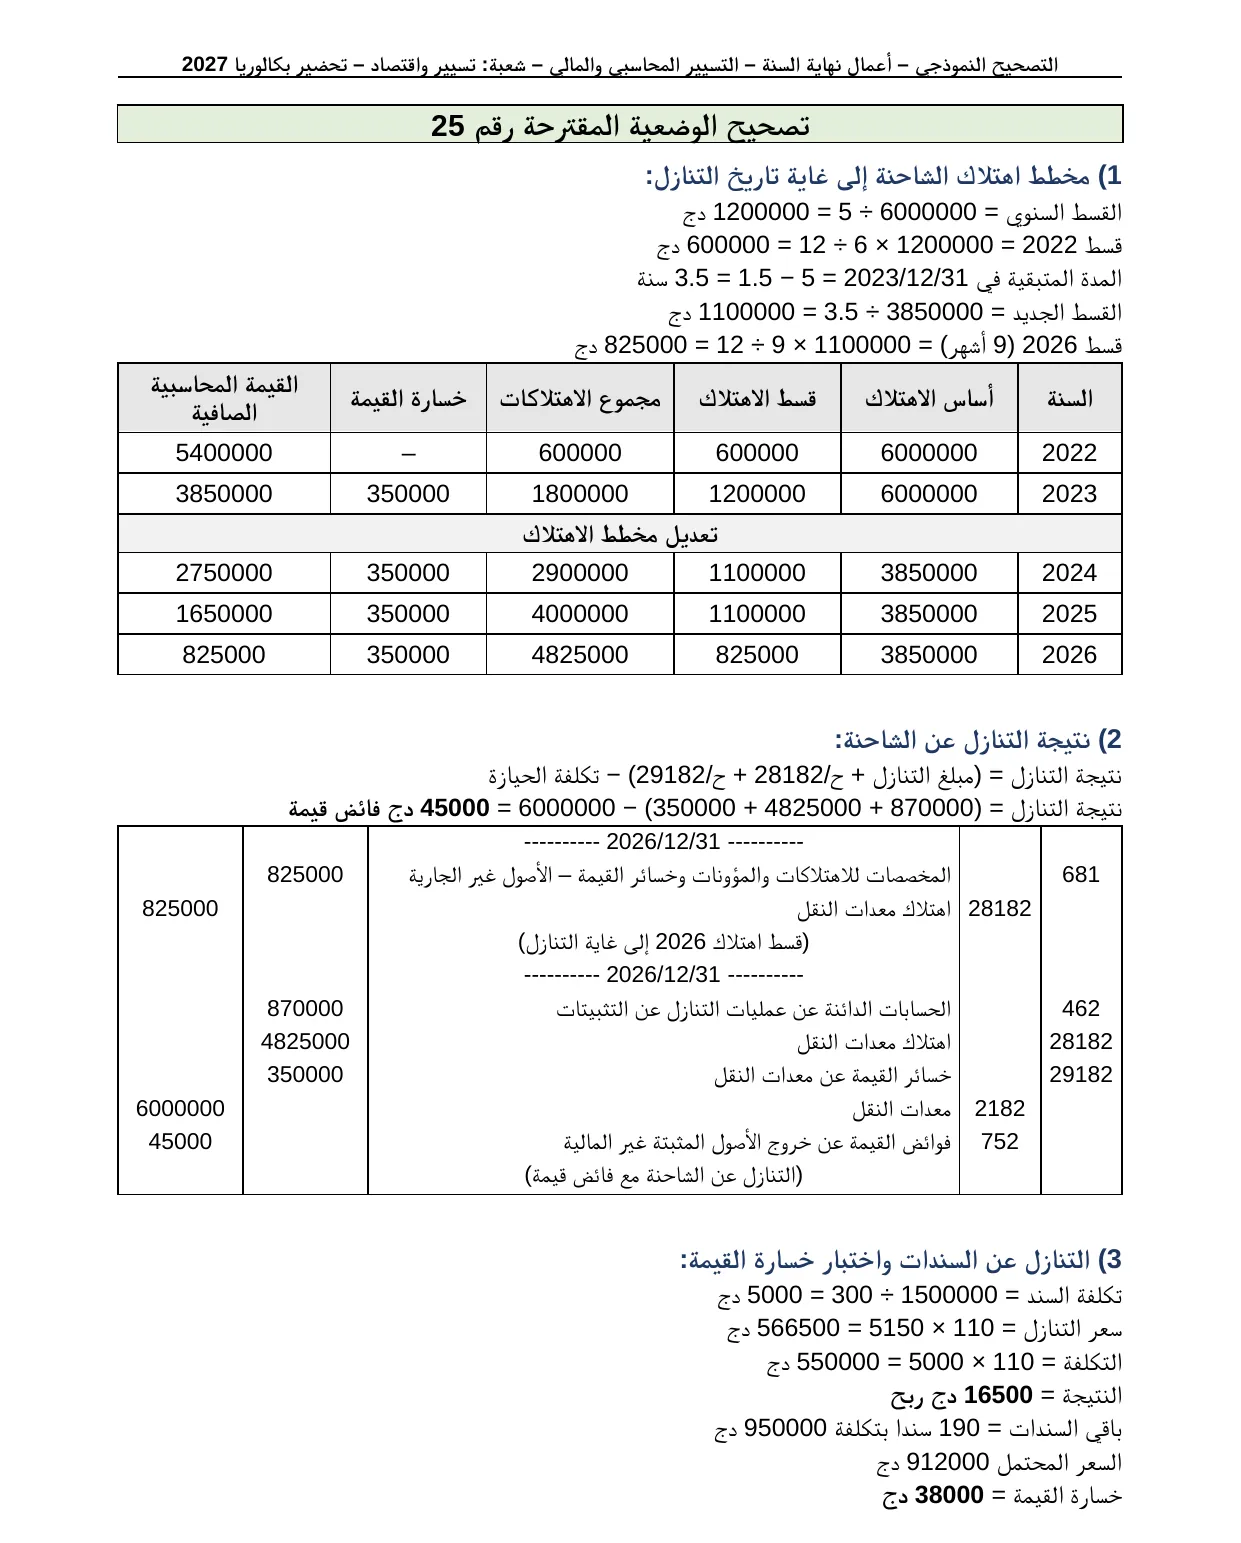 التصحيح النموذجي – أعمال نهاية السنة – التسيير المحاسبي والمالي – شعبة: تسيير واقتصاد – تحضير بكالوريا 2027
تصحيح الوضعية المقترحة رقم 25
1) مخطط اهتلاك الشاحنة إلى غاية تاريخ التنازل:
القسط السنوي = 6000000 ÷ 5 = 1200000 دج
قسط 2022 = 1200000 × 6 ÷ 12 = 600000 دج
المدة المتبقية في 2023/12/31 = 5 − 1.5 = 3.5 سنة
القسط الجديد = 3850000 ÷ 3.5 = 1100000 دج
قسط 2026 (9 أشهر) = 1100000 × 9 ÷ 12 = 825000 دج
السنة أساس الاهتلاك قسط الاهتلاك مجموع الاهتلاكات خسارة القيمة القيمة المحاسبية الصافية
2022 6000000 600000 600000 – 5400000
2023 6000000 1200000 1800000 350000 3850000
تعديل مخطط الاهتلاك
2024 3850000 1100000 2900000 350000 2750000
2025 3850000 1100000 4000000 350000 1650000
2026 3850000 825000 4825000 350000 825000
2) نتيجة التنازل عن الشاحنة:
نتيجة التنازل = (مبلغ التنازل + ح/28182 + ح/29182) − تكلفة الحيازة
نتيجة التنازل = (870000 + 4825000 + 350000) − 6000000 = 45000 دج فائض قيمة
---------- 2026/12/31 ----------
681 المخصصات للاهتلاكات والمؤونات وخسائر القيمة – الأصول غير الجارية 825000
28182 اهتلاك معدات النقل 825000
(قسط اهتلاك 2026 إلى غاية التنازل)
---------- 2026/12/31 ----------
462 الحسابات الدائنة عن عمليات التنازل عن التثبيتات 870000
28182 اهتلاك معدات النقل 4825000
29182 خسائر القيمة عن معدات النقل 350000
2182 معدات النقل 6000000
752 فوائض القيمة عن خروج الأصول المثبتة غير المالية 45000
(التنازل عن الشاحنة مع فائض قيمة)
3) التنازل عن السندات واختبار خسارة القيمة:
تكلفة السند = 1500000 ÷ 300 = 5000 دج
سعر التنازل = 110 × 5150 = 566500 دج
التكلفة = 110 × 5000 = 550000 دج
النتيجة = 16500 دج ربح
باقي السندات = 190 سندا بتكلفة 950000 دج
السعر المحتمل 912000 دج
خسارة القيمة = 38000 دج